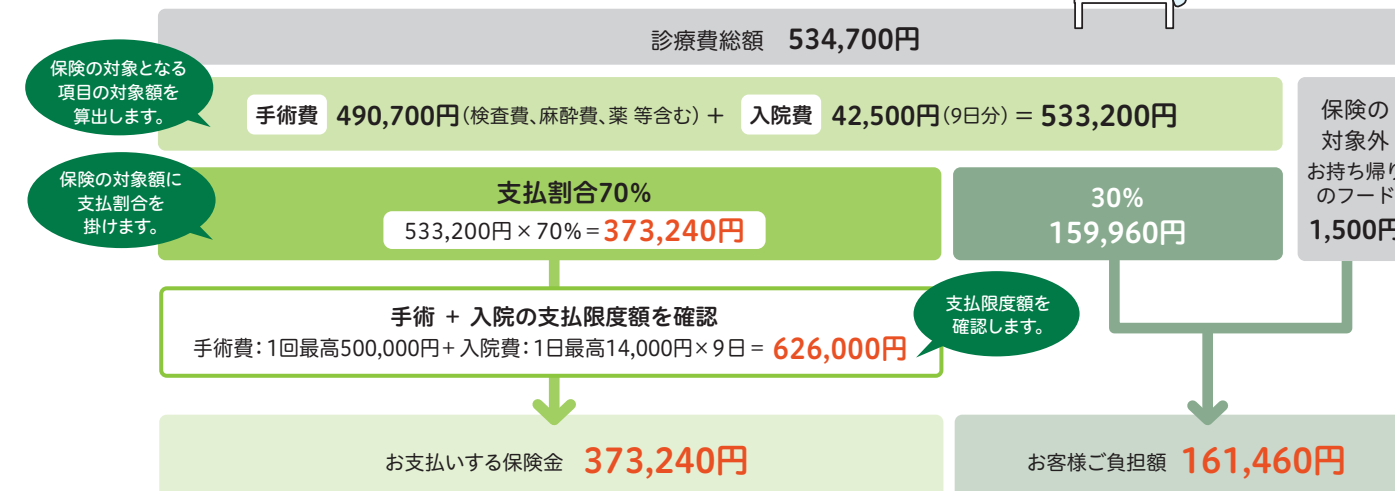 診療費総額 534,700円
保険の対象となる
項目の対象額を
算出します。
手術費 490,700円(検査費、麻酔費、薬 等含む) + 入院費 42,500円(9日分) = 533,200円
保険の
対象外
お持ち帰り
のフード
1,500円
保険の対象額に
支払割合を
掛けます。
支払割合70%
533,200円×70%=373,240円
30%
159,960円
手術 + 入院の支払限度額を確認
手術費:1回最高500,000円+入院費:1日最高14,000円×9日= 626,000円
支払限度額を
確認します。
お支払いする保険金 373,240円
お客様ご負担額 161,460円